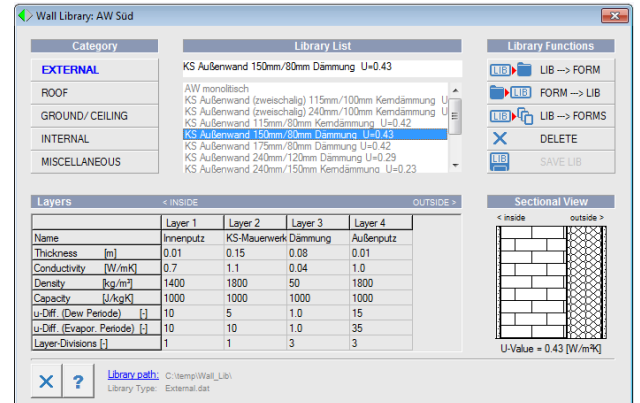 Wall Library: AW Süd
Category
EXTERNAL
ROOF
GROUND/ CEILING
INTERNAL
MISCELLANEOUS
Library List
KS Außenwand 150mm/80mm Dämmung U=0.43
AW monolitisch
KS Außenwand (zweischalig) 115mm/100mm Kerndämmung U
KS Außenwand (zweischalig) 240mm/100mm Kerndämmung U
KS Außenwand 115mm/80mm Kerndämmung U=0.42
KS Außenwand 150mm/80mm Dämmung U=0.43
KS Außenwand 175mm/80mm Dämmung U=0.42
KS Außenwand 240mm/120mm Dämmung U=0.29
KS Außenwand 240mm/150mm Kerndämmung U=0.23
Library Functions
LIB LIB --> FORM
LIB FORM --> LIB
LIB LIB --> FORMS
DELETE
LIB SAVE LIB
Layers < INSIDE OUTSIDE >
Layer 1 Layer 2 Layer 3 Layer 4
Name Innenputz KS-Mauerwerk Dämmung Außenputz
Thickness [m] 0.01 0.15 0.08 0.01
Conductivity [W/mK] 0.7 1.1 0.04 1.0
Density [kg/m³] 1400 1800 50 1800
Capacity [J/kgK] 1000 1000 1000 1000
u-Diff. (Dew Periode) [-] 10 5 1.0 15
u-Diff. (Evapor. Periode) [-] 10 10 1.0 35
Layer-Divisions [-] 1 1 3 3
Sectional View
< inside outside >
U-Value = 0.43 [W/m²K]
? Library path: C:\temp\Wall_Lib\
Library Type: External.dat